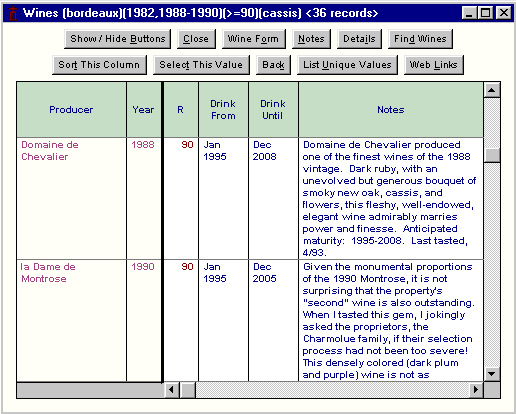 Wines (bordeaux)(1982,1988-1990)(>=90)(cassis) <36 records>
Show / Hide Buttons Close Wine Form Notes Details Find Wines
Sort This Column Select This Value Back List Unique Values Web Links
Producer Year R Drink From Drink Until Notes
Domaine de Chevalier 1988 90 Jan 1995 Dec 2008
Domaine de Chevalier produced
one of the finest wines of the 1988
vintage. Dark ruby, with an
unevolved but generous bouquet of
smoky new oak, cassis, and
flowers, this fleshy, well-endowed,
elegant wine admirably marries
power and finesse. Anticipated
maturity: 1995-2008. Last tasted,
4/93.
la Dame de Montrose 1990 90 Jan 1995 Dec 2005
Given the monumental proportions
of the 1990 Montrose, it is not
surprising that the property's
"second" wine is also outstanding.
When I tasted this gem, I jokingly
asked the proprietors, the
Charmolue family, if their selection
process had not been too severe!
This densely colored (dark plum
and purple) wine is not as